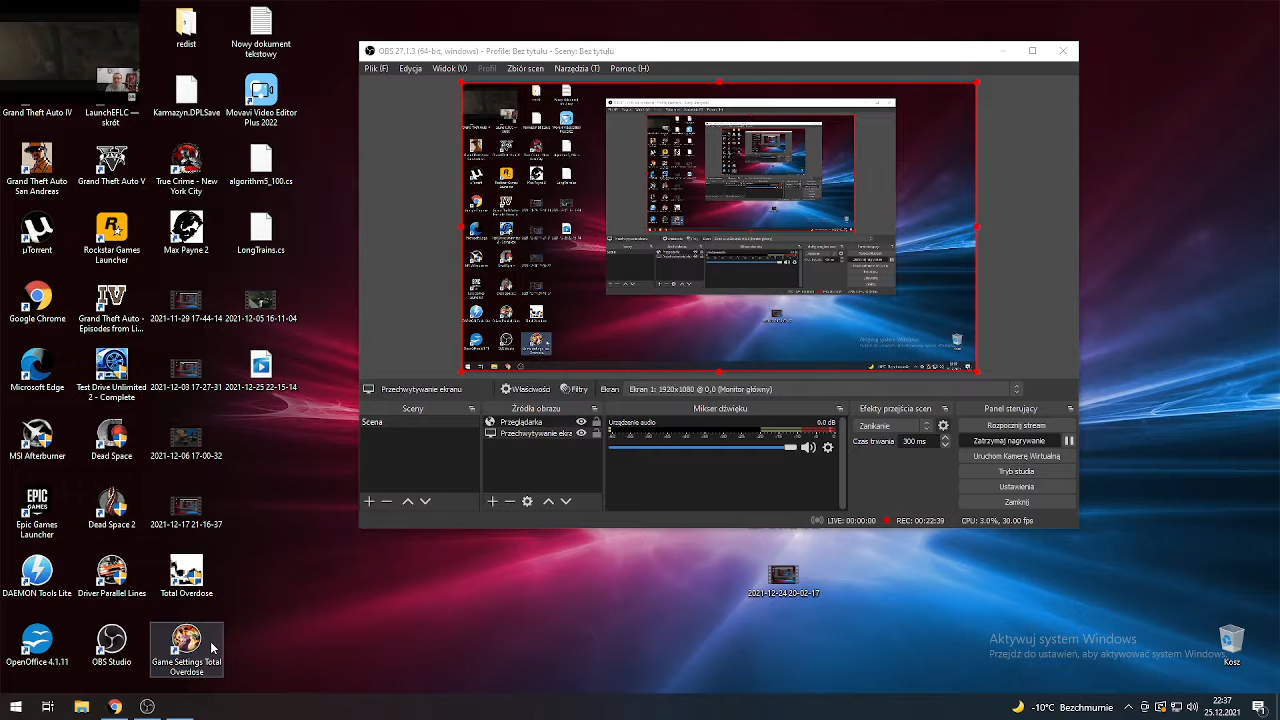 redist
Nowy dokument
tekstowy
Grand Theft Auto V
LaunchEFLC —
skrót
Kamazon.DPV.save
Wavai Video Editor
Plus 2022
Grand Theft Auto
San Andreas
Grand Theft Auto V
True Crime - New
York City
algorithm5_100.cs
uTorrent
Rockstar Games
Launcher
Max Payne 2
LongTrains.cs
Google Chrome
Grand Theft Auto
from Li...
2021-11-29 17-44-14
2021-12-05 16-11-04
Microsoft Edge
Test Drive Unlimited
2 - Complete
2021-12-08 17-27-31
2021-12-25 22-15-14
MSI Afterburner
Dead Space
2021-12-16 17-00-32
Epic Games
Launcher
Dead Space 2
2021-12-17 21-16-37
DAEMON Tools Lite
Driver Parallel Lines
Total Overdose
OpenOffice 4.1.11
OBS Studio
Game Settings Total
Overdose
OBS 27.1.3 (64-bit, windows) - Profile: Bez tytułu - Sceny: Bez tytułu
Plik (F) Edycja Widok (V) Profil Zbiór scen Narzędzia (T) Pomoc (H)
Przechwytywanie ekranu Właściwości Filtry Ekran Ekran 1: 1920x1080 @ 0,0 (Monitor główny)
Sceny Źródła obrazu Mikser dźwięku Efekty przejścia scen Panel sterujący
Scena
Przeglądarka
Przechwytywanie ekra
Urządzenie audio 0.0 dB
Zanikanie
Czas trwania 300 ms
Rozpocznij stream
Zatrzymaj nagrywanie
Uruchom Kamerę Wirtualną
Tryb studia
Ustawienia
Zamknij
LIVE: 00:00:00 REC: 00:22:39 CPU: 3.0%, 30.00 fps
2021-12-24 20-02-17
Aktywuj system Windows
Przejdź do ustawień, aby aktywować system Windows.
Kosz
-10°C Bezchmurnie
22:37
25.12.2021